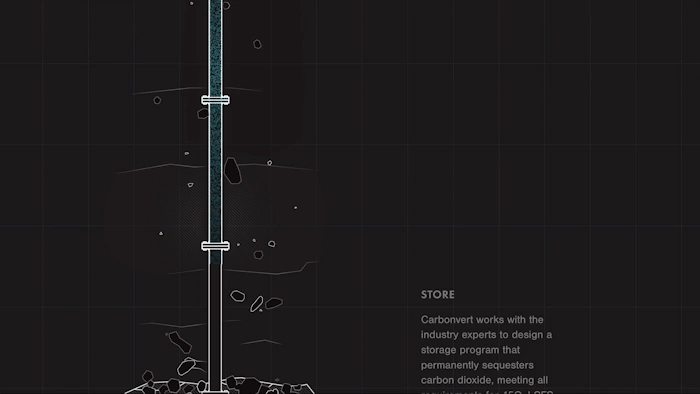 STORE
Carbonvert works with the
industry experts to design a
storage program that
permanently sequesters
carbon dioxide, meeting all